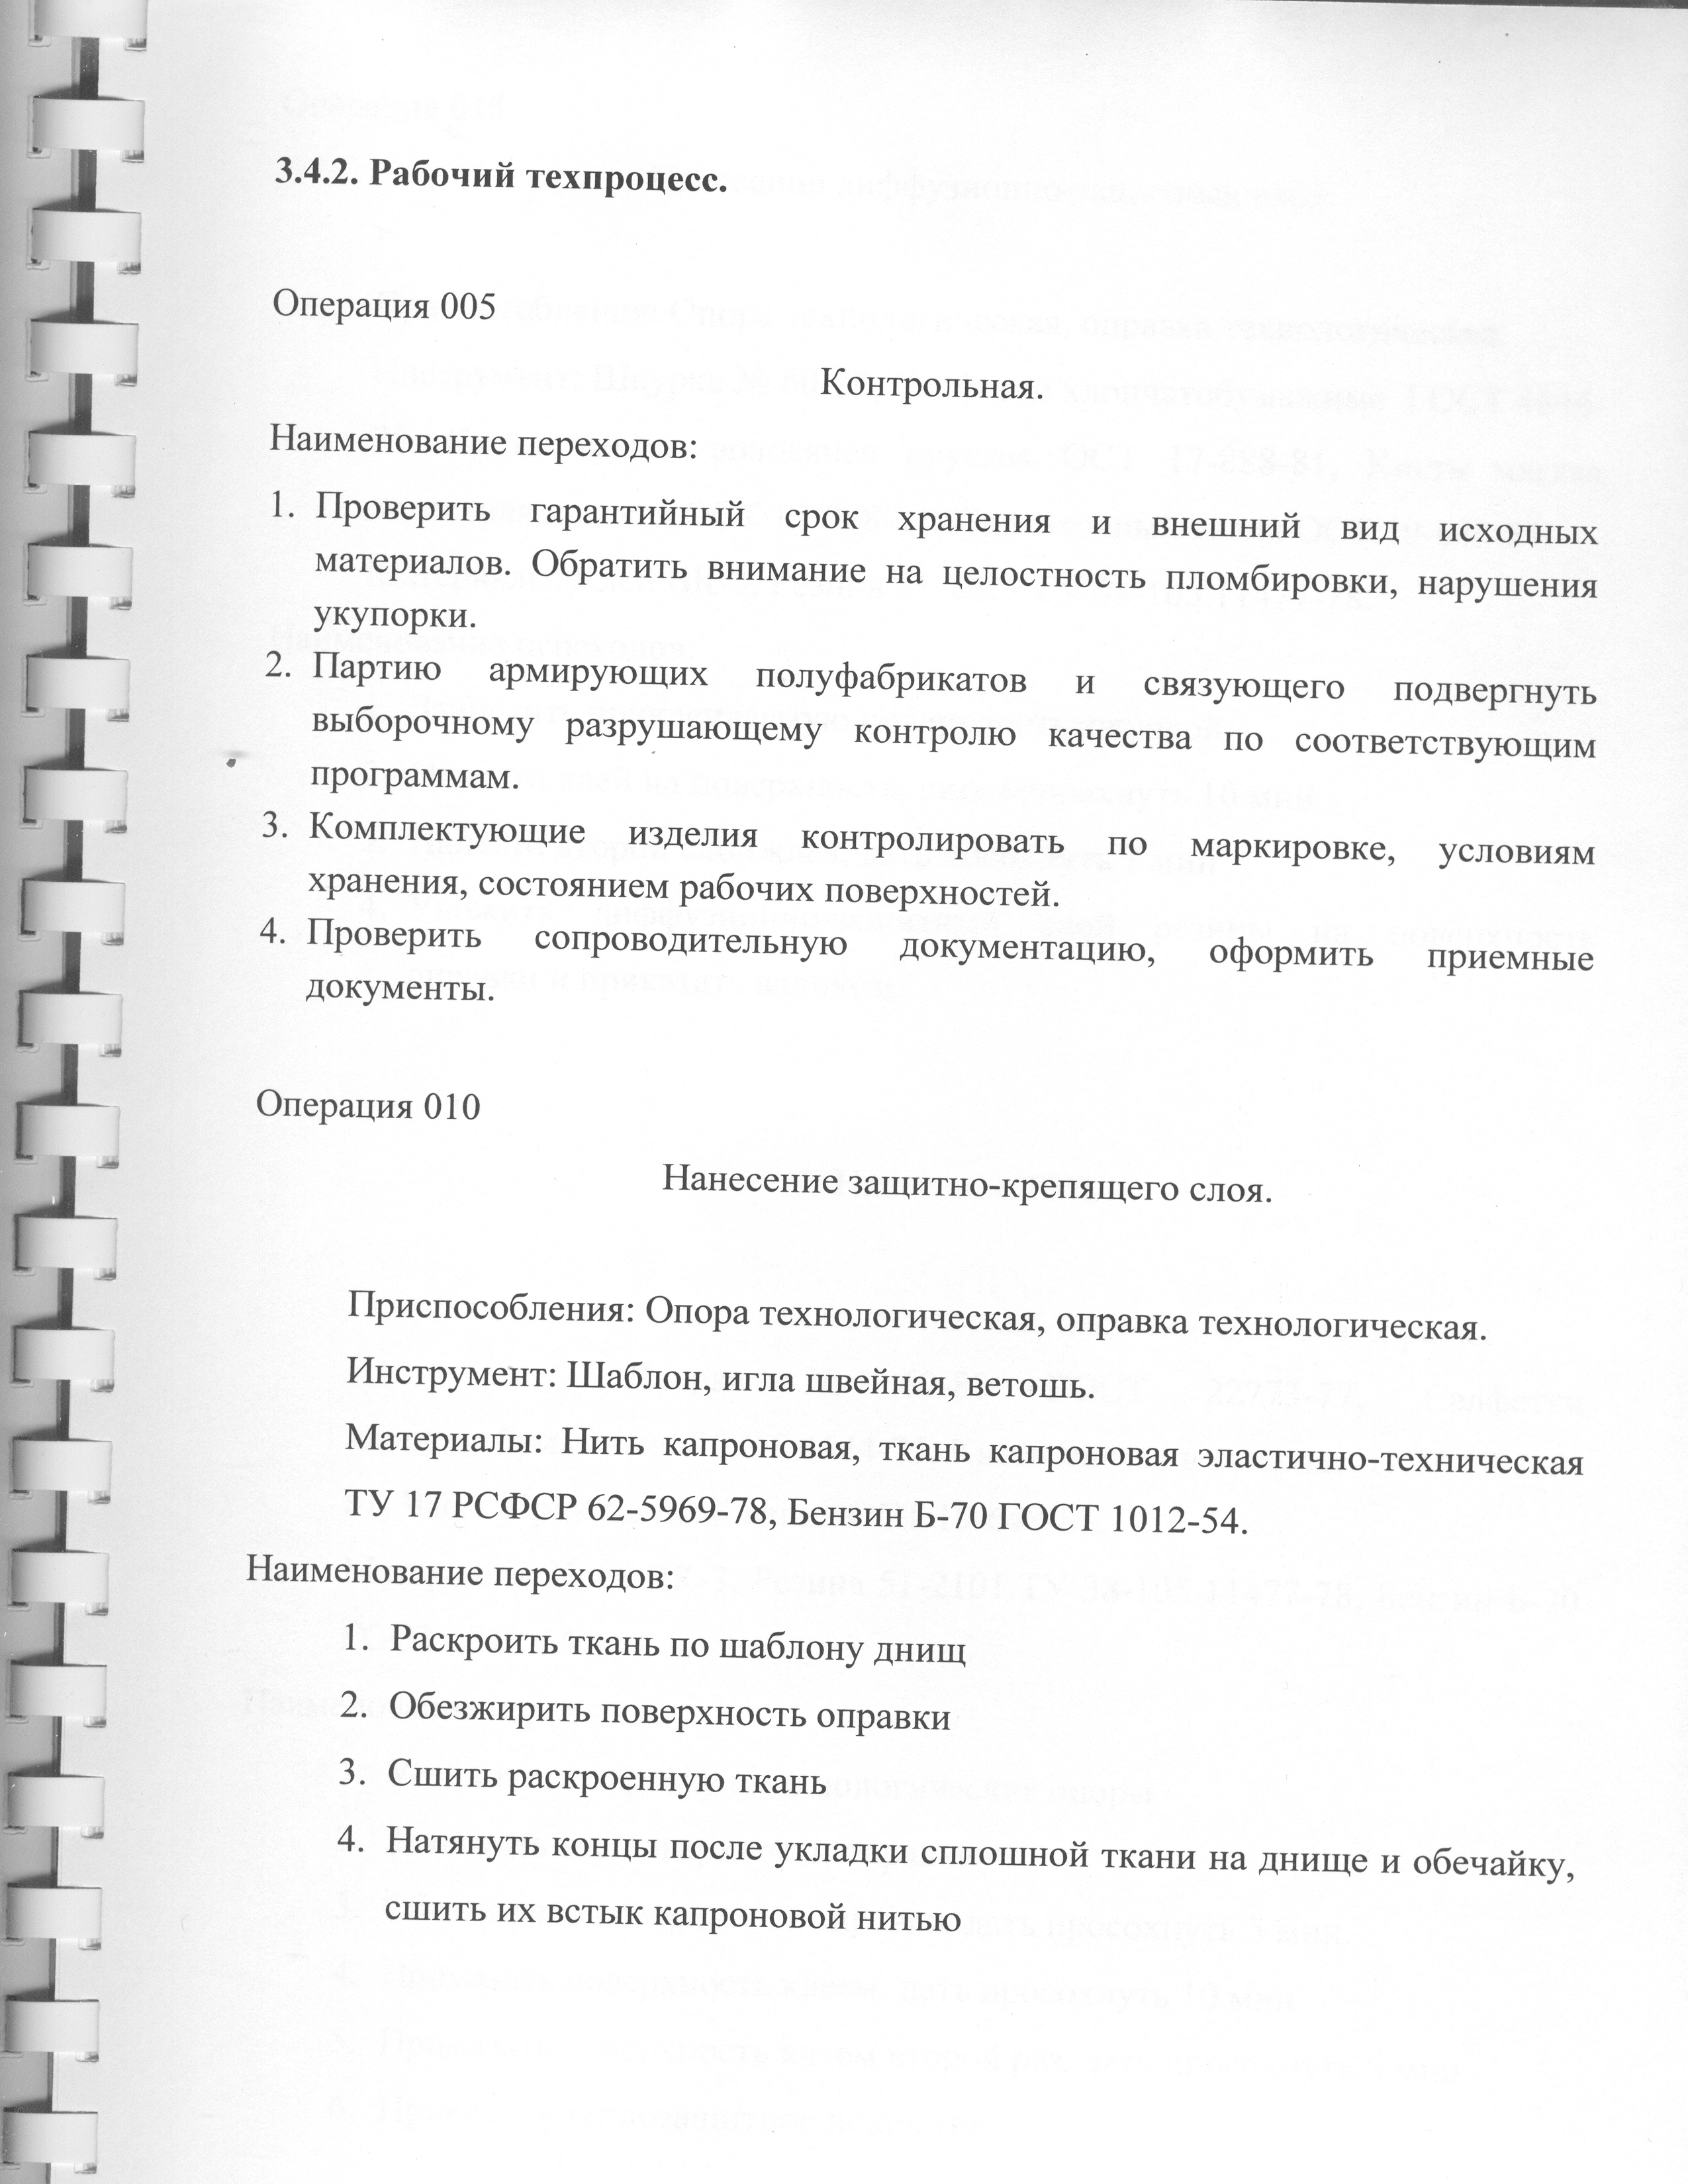 3.4.2. Рабочий техпроцесс.
Операция 005
Контрольная.
Наименование переходов:
1. Проверить гарантийный срок хранения и внешний вид исходных
материалов. Обратить внимание на целостность пломбировки, нарушения
укупорки.
2. Партию армирующих полуфабрикатов и связующего подвергнуть
выборочному разрушающему контролю качества по соответствующим
программам.
3. Комплектующие изделия контролировать по маркировке, условиям
хранения, состоянием рабочих поверхностей.
4. Проверить сопроводительную документацию, оформить приемные
документы.
Операция 010
Нанесение защитно-крепящего слоя.
Приспособления: Опора технологическая, оправка технологическая.
Инструмент: Шаблон, игла швейная, ветошь.
Материалы: Нить капроновая, ткань капроновая эластично-техническая
ТУ 17 РСФСР 62-5969-78, Бензин Б-70 ГОСТ 1012-54.
Наименование переходов:
1. Раскроить ткань по шаблону днищ
2. Обезжирить поверхность оправки
3. Сшить раскроенную ткань
4. Натянуть концы после укладки сплошной ткани на днище и обечайку,
сшить их встык капроновой нитью